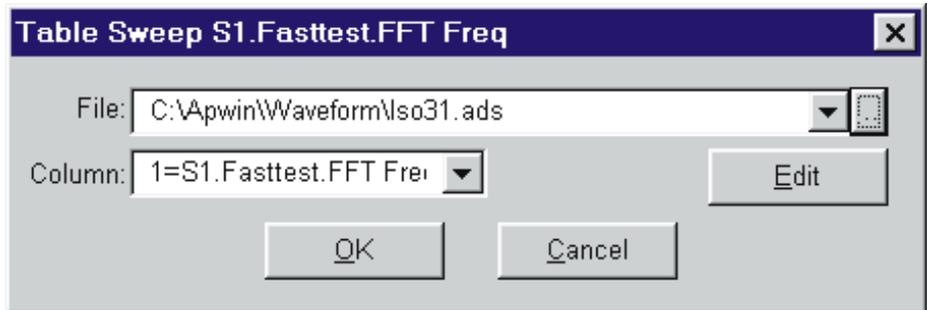 Table Sweep S1.Fasttest.FFT Freq
File: C:\Apwin\Waveform\Iso31.ads
Column: 1=S1.Fasttest.FFT Fre
Edit
OK Cancel